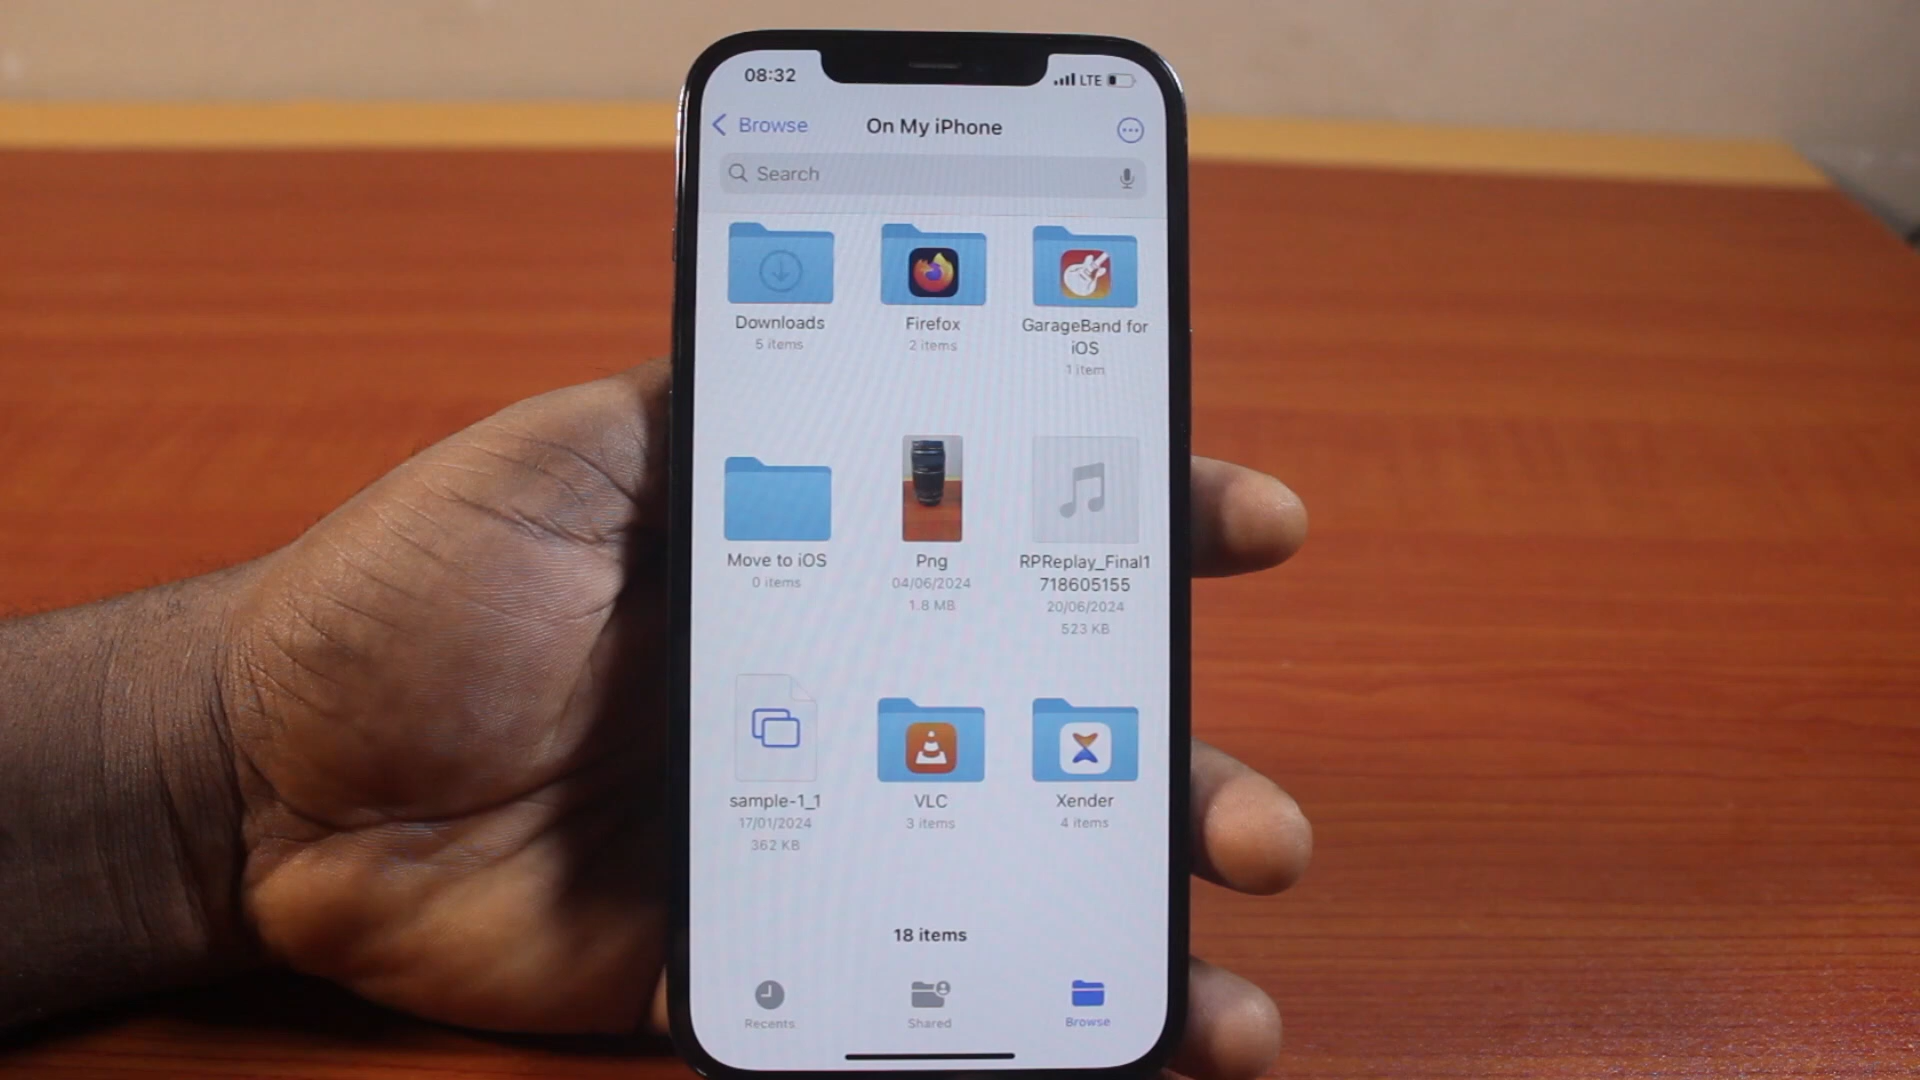 08:32
LTE
Browse
On My iPhone
Search
Downloads
5 items
Firefox
2 items
GarageBand for
iOS
1 item
Move to iOS
0 items
Png
04/06/2024
1.8 MB
RPReplay_Final1
718605155
20/06/2024
523 KB
sample-1_1
17/01/2024
362 KB
VLC
3 items
Xender
4 items
18 items
Recents
Shared
Browse